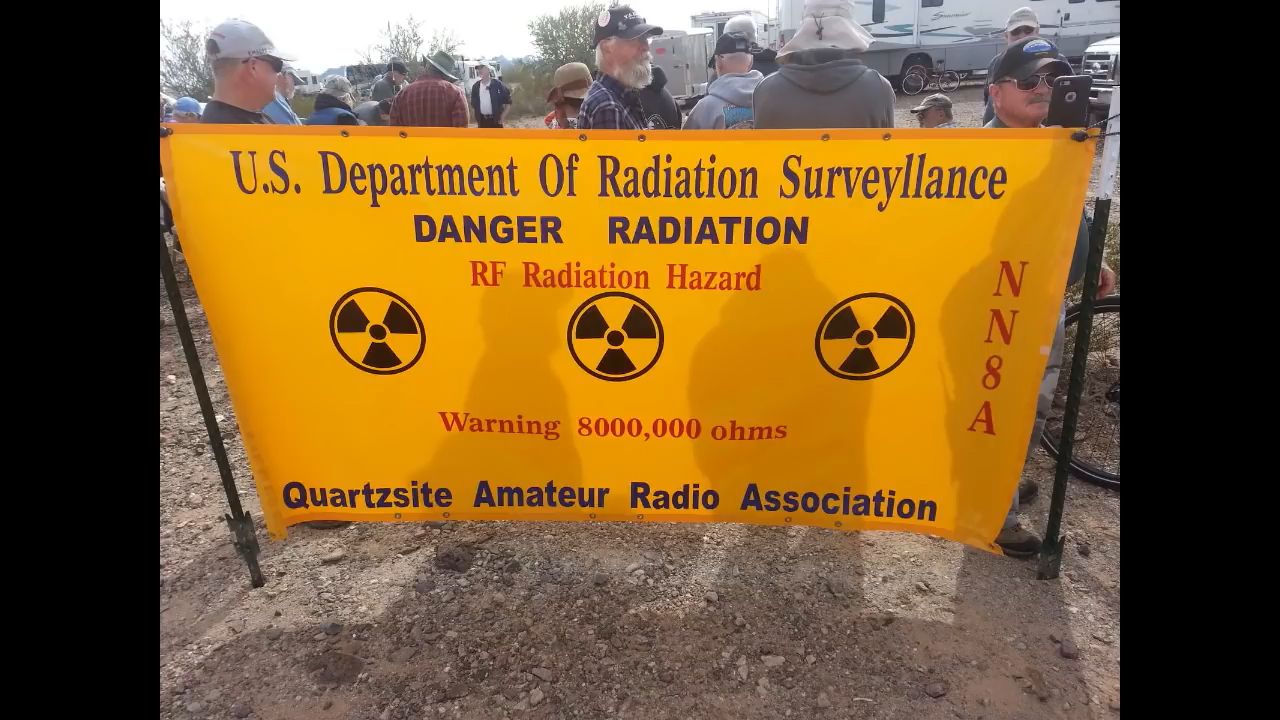 U.S. Department Of Radiation Surveyllance
DANGER RADIATION
RF Radiation Hazard
NN8A
Warning 8000,000 ohms
Quartzsite Amateur Radio Association